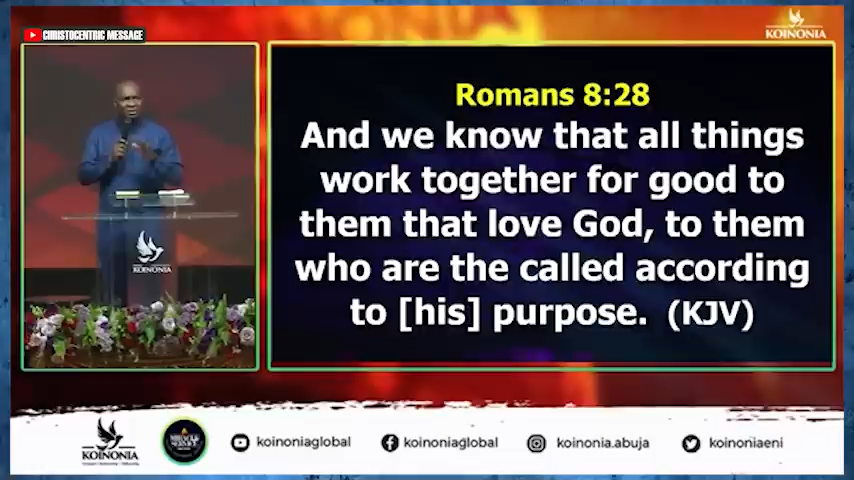 CHRISTOCENTRIC MESSAGE
KOINONIA
Romans 8:28
And we know that all things
work together for good to
them that love God, to them
who are the called according
to [his] purpose. (KJV)
KOINONIA
KOINONIA
MIRACLE
SERVICE
koinoniaglobal
koinoniaglobal
koinonia.abuja
koinoniaeni